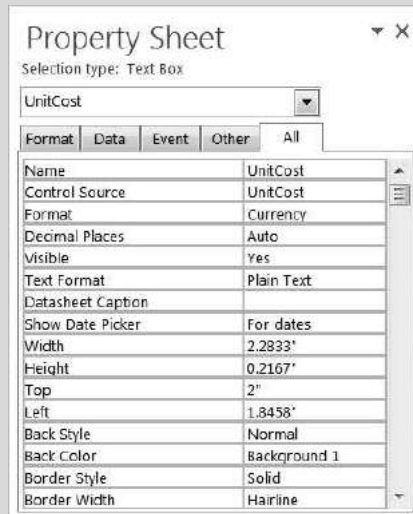 Property Sheet
Selection type: Text Box
UnitCost
Format Data Event Other All
Name UnitCost
Control Source UnitCost
Format Currency
Decimal Places Auto
Visible Yes
Text Format Plain Text
Datasheet Caption
Show Date Picker For dates
Width 2.2833"
Height 0.2167"
Top 2"
Left 1.8458"
Back Style Normal
Back Color Background 1
Border Style Solid
Border Width Hairline